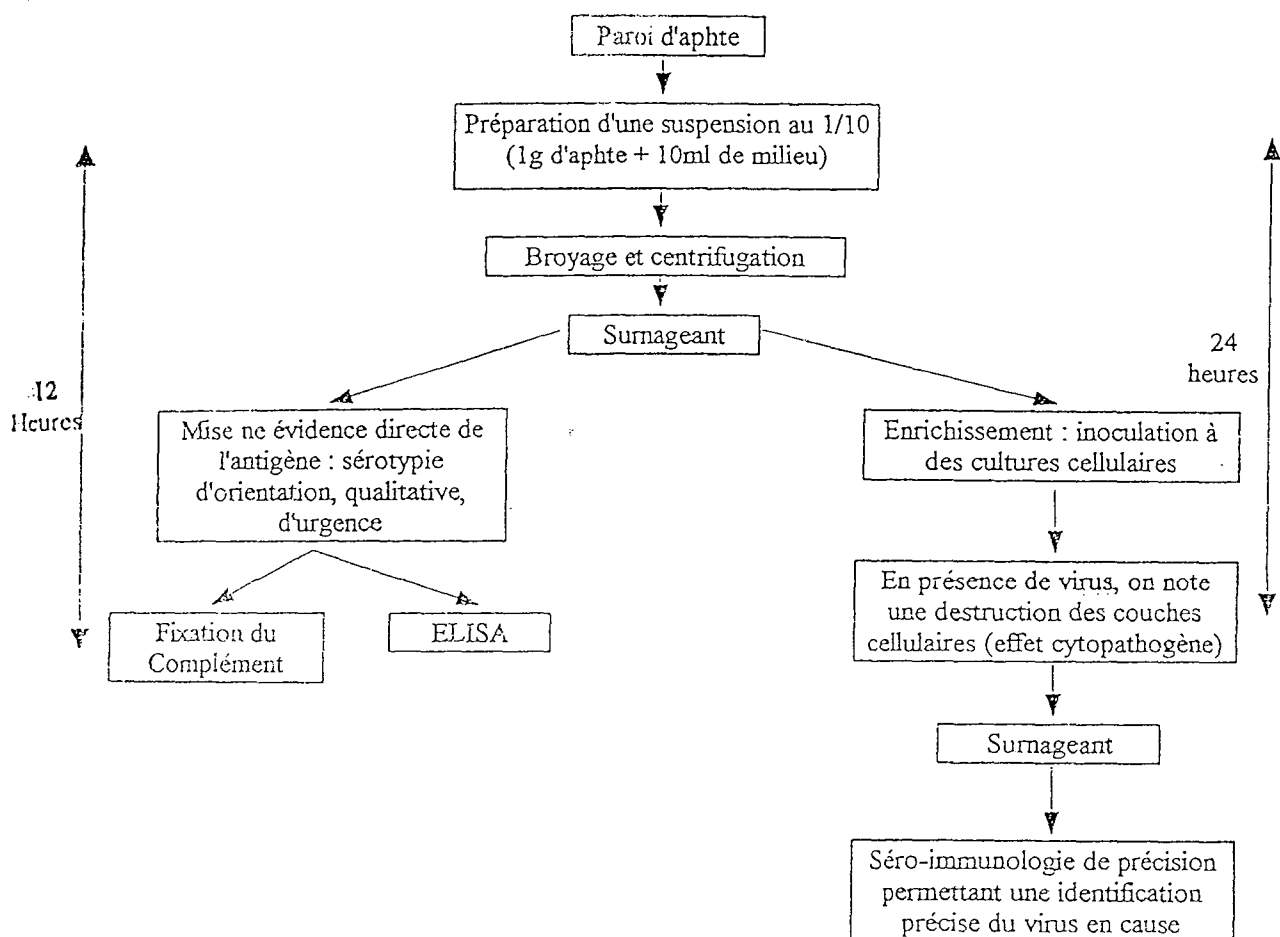 Paroi d'aphte
Préparation d'une suspension au 1/10
(1g d'aphte + 10ml de milieu)
Broyage et centrifugation
Surnageant
12
Heures
24
heures
Mise ne évidence directe de
l'antigène : sérotypie
d'orientation, qualitative,
d'urgence
Enrichissement : inoculation à
des cultures cellulaires
Fixation du
Complément
ELISA
En présence de virus, on note
une destruction des couches
cellulaires (effet cytopathogène)
Surnageant
Séro-immunologie de précision
permettant une identification
précise du virus en cause